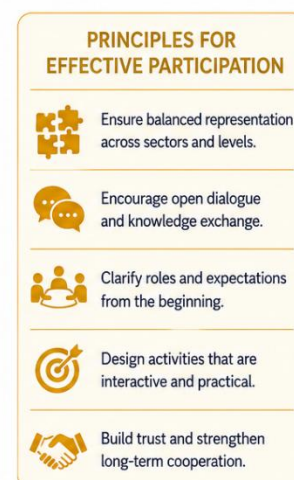 PRINCIPLES FOR
EFFECTIVE PARTICIPATION
Ensure balanced representation
across sectors and levels.
Encourage open dialogue
and knowledge exchange.
Clarify roles and expectations
from the beginning.
Design activities that are
interactive and practical.
Build trust and strengthen
long-term cooperation.